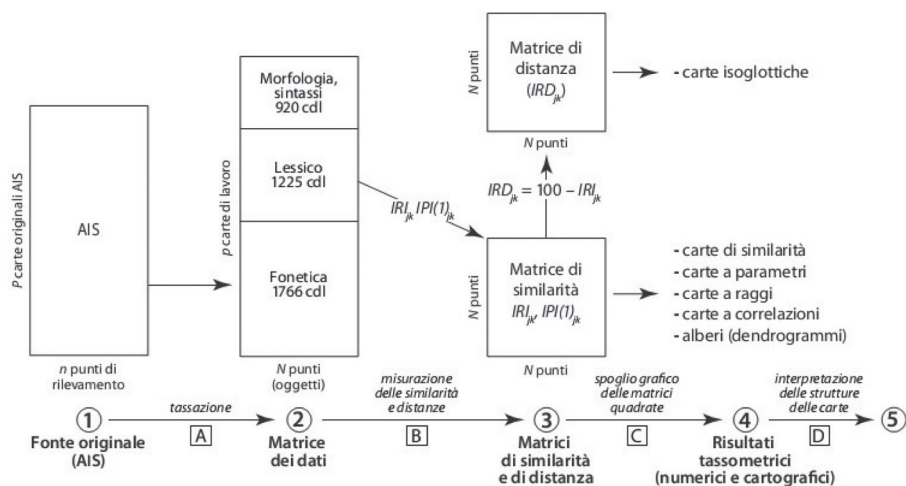 P carte originali AIS
AIS
n punti di
rilevamento
p carte di lavoro
Morfologia,
sintassi
920 cdl
Lessico
1225 cdl
Fonetica
1766 cdl
N punti
(oggetti)
IRIjk IPI(1)jk
N punti
Matrice di
distanza
(IRDjk)
N punti
- carte isoglottiche
IRDjk = 100 – IRIjk
N punti
Matrice di
similarità
IRIjk, IPI(1)jk
N punti
- carte di similarità
- carte a parametri
- carte a raggi
- carte a correlazioni
- alberi (dendrogrammi)
1
Fonte originale
(AIS)
tassazione
A
2
Matrice
dei dati
misurazione
delle similarità
e distanze
B
3
Matrici
di similarità
e di distanza
spoglio grafico
delle matrici
quadrate
C
4
Risultati
tassometrici
(numerici e cartografici)
interpretazione
delle strutture
delle carte
D
5